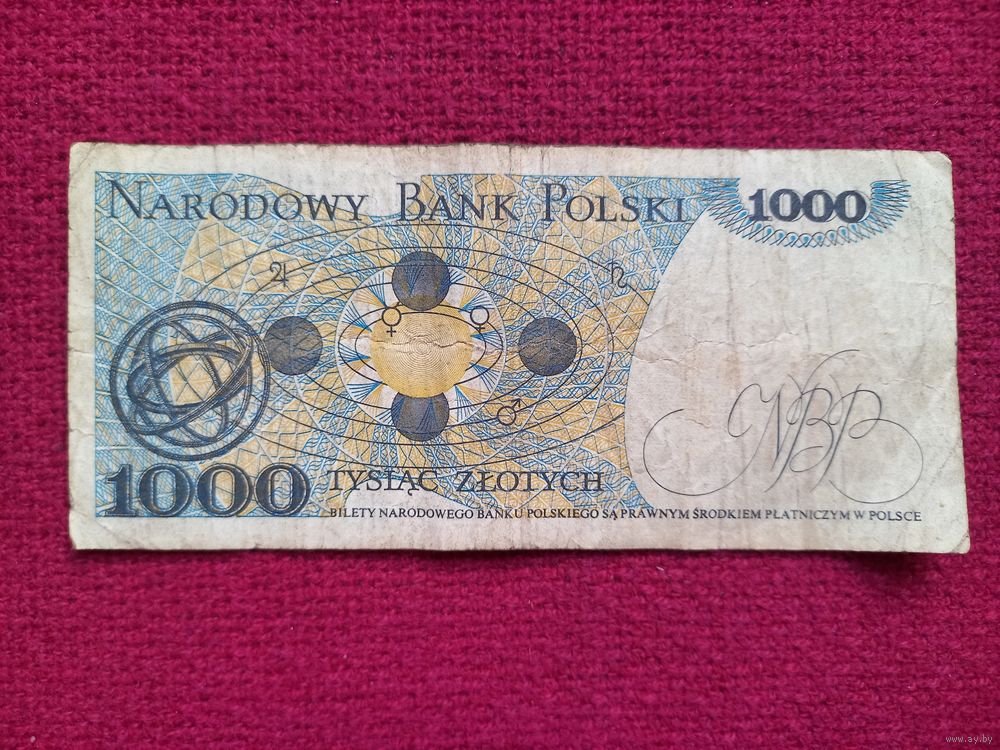 NARODOWY BANK POLSKI 1000
1000 TYSIĄC ZŁOTYCH
BILETY NARODOWEGO BANKU POLSKIEGO SĄ PRAWNYM ŚRODKIEM PŁATNICZYM W POLSCE
NBP
www.ay.by